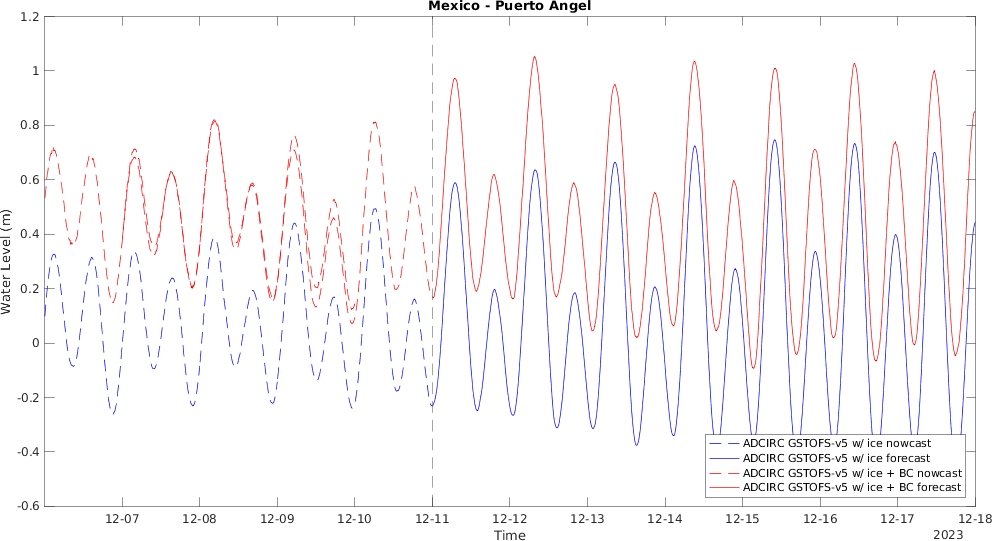 Mexico - Puerto Angel
1.2
1
0.8
0.6
0.4
0.2
0
-0.2
-0.4
-0.6
Water Level (m)
ADCIRC GSTOFS-v5 w/ ice nowcast
ADCIRC GSTOFS-v5 w/ ice forecast
ADCIRC GSTOFS-v5 w/ ice + BC nowcast
ADCIRC GSTOFS-v5 w/ ice + BC forecast
12-07 12-08 12-09 12-10 12-11 12-12 12-13 12-14 12-15 12-16 12-17 12-18
Time
2023